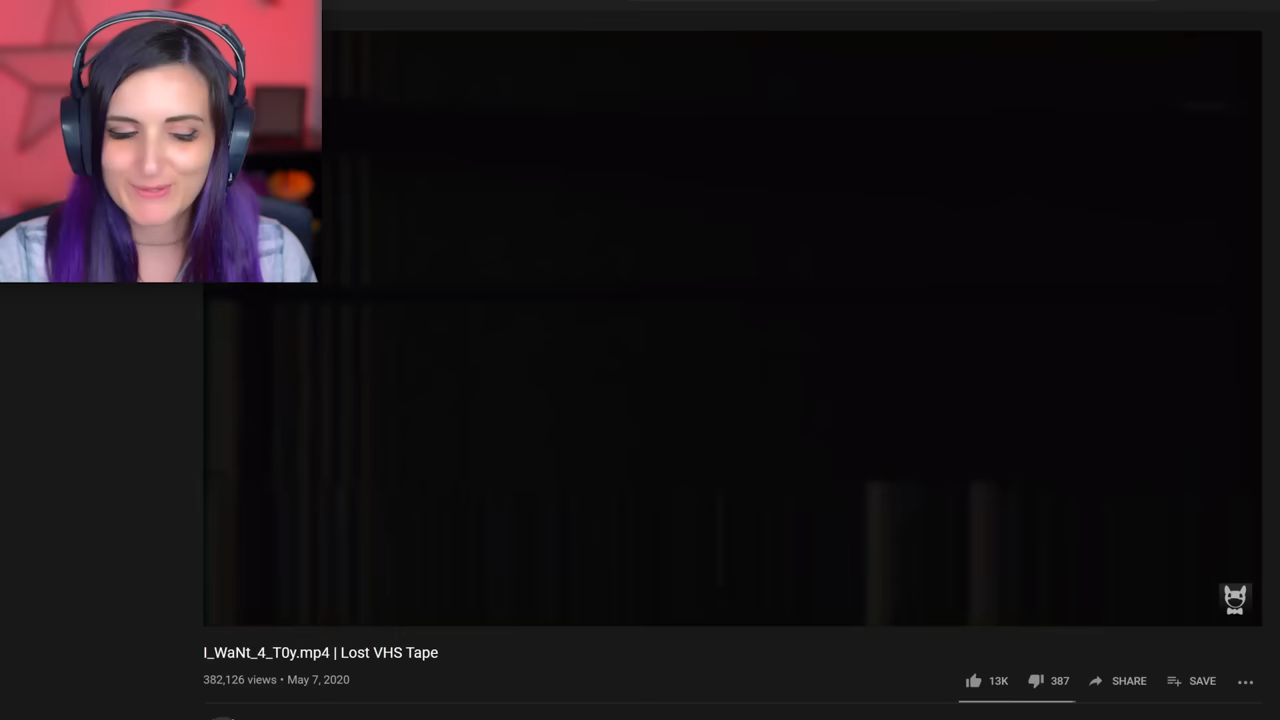 I_WaNt_4_T0y.mp4 | Lost VHS Tape
382,126 views • May 7, 2020
13K
387
SHARE
SAVE